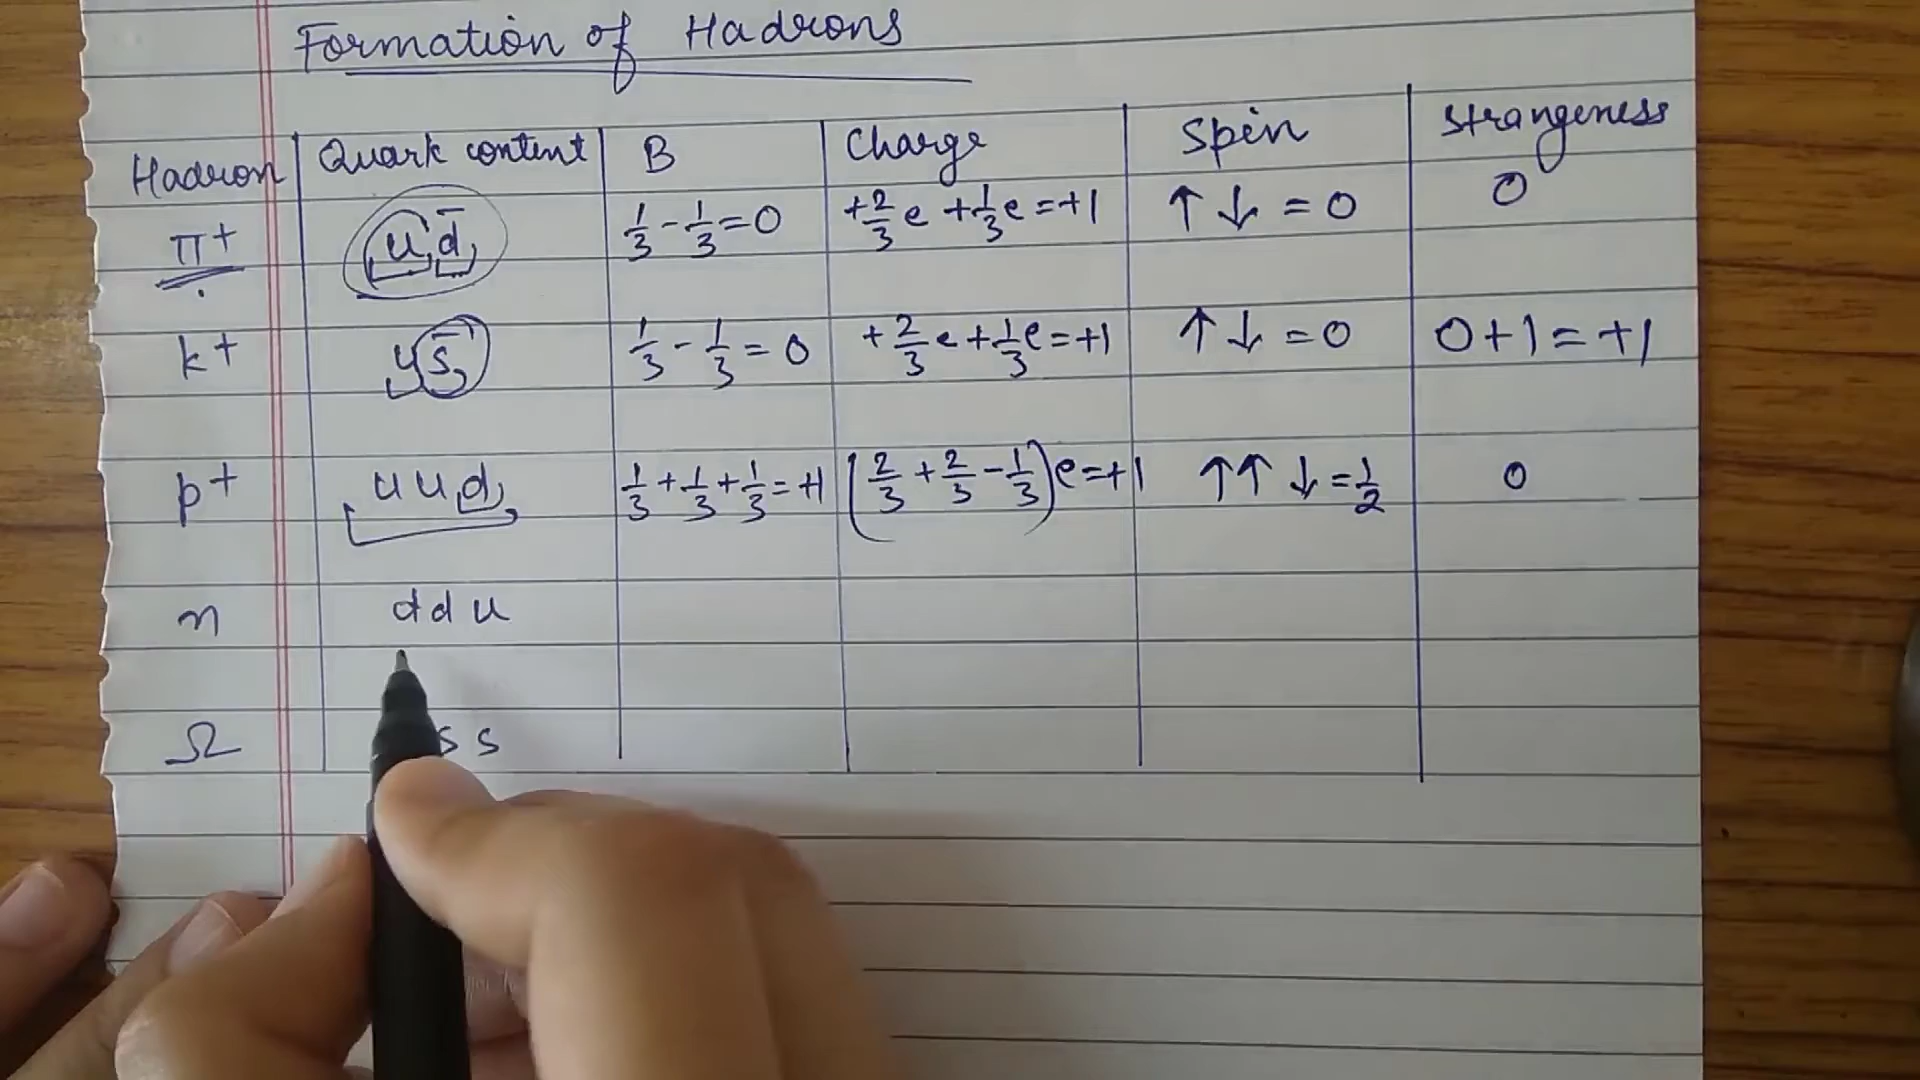 Formation of Hadrons
Hadron Quark content B Charge Spin Strangeness
π+ u d̄ 1/3 - 1/3 = 0 +2/3 e + 1/3 e = +1 ↑ ↓ = 0 0
k+ u s̄ 1/3 - 1/3 = 0 +2/3 e + 1/3 e = +1 ↑ ↓ = 0 0 + 1 = +1
p+ u u d 1/3 + 1/3 + 1/3 = +1 (2/3 + 2/3 - 1/3) e = +1 ↑ ↑ ↓ = 1/2 0
n d d u
Ω s s